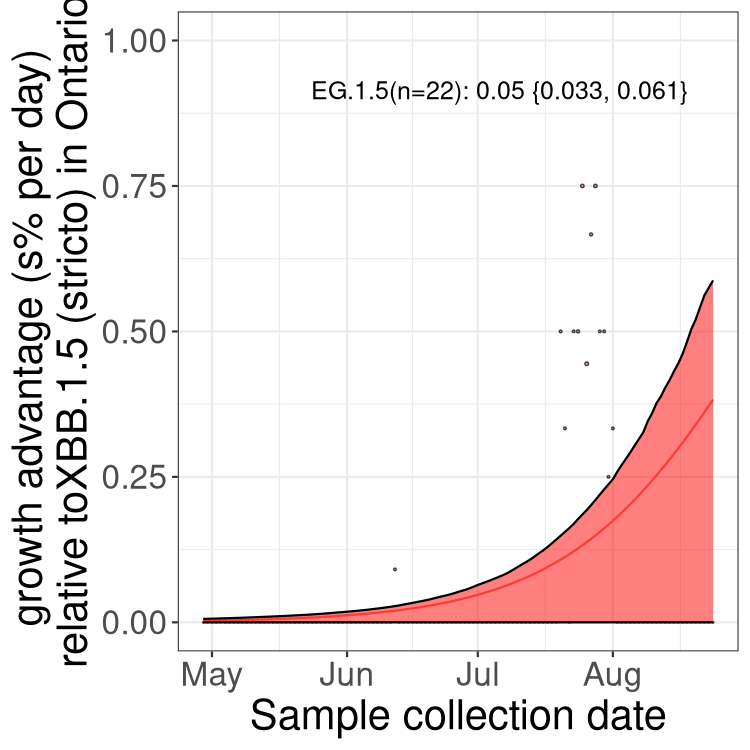 growth advantage (s% per day)
relative toXBB.1.5 (stricto) in Ontario
1.00
0.75
0.50
0.25
0.00
EG.1.5(n=22): 0.05 {0.033, 0.061}
May Jun Jul Aug
Sample collection date